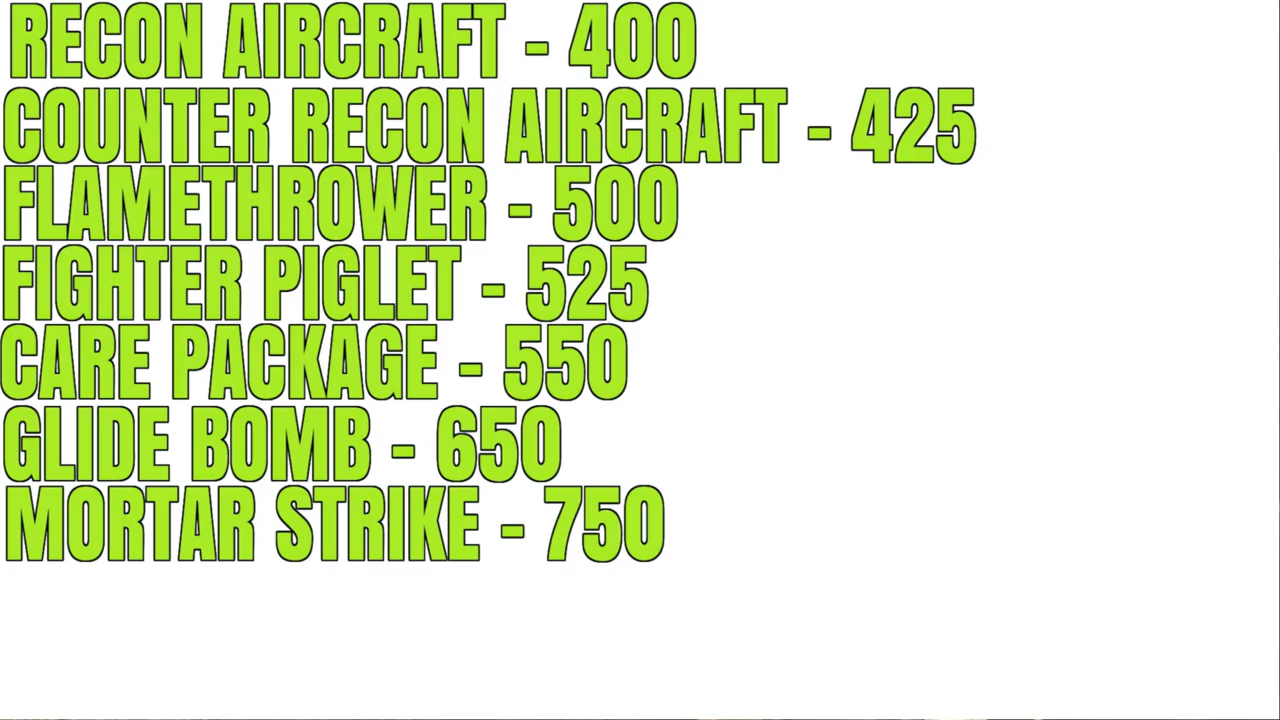 RECON AIRCRAFT - 400
COUNTER RECON AIRCRAFT - 425
FLAMETHROWER - 500
FIGHTER PIGLET - 525
CARE PACKAGE - 550
GLIDE BOMB - 650
MORTAR STRIKE - 750